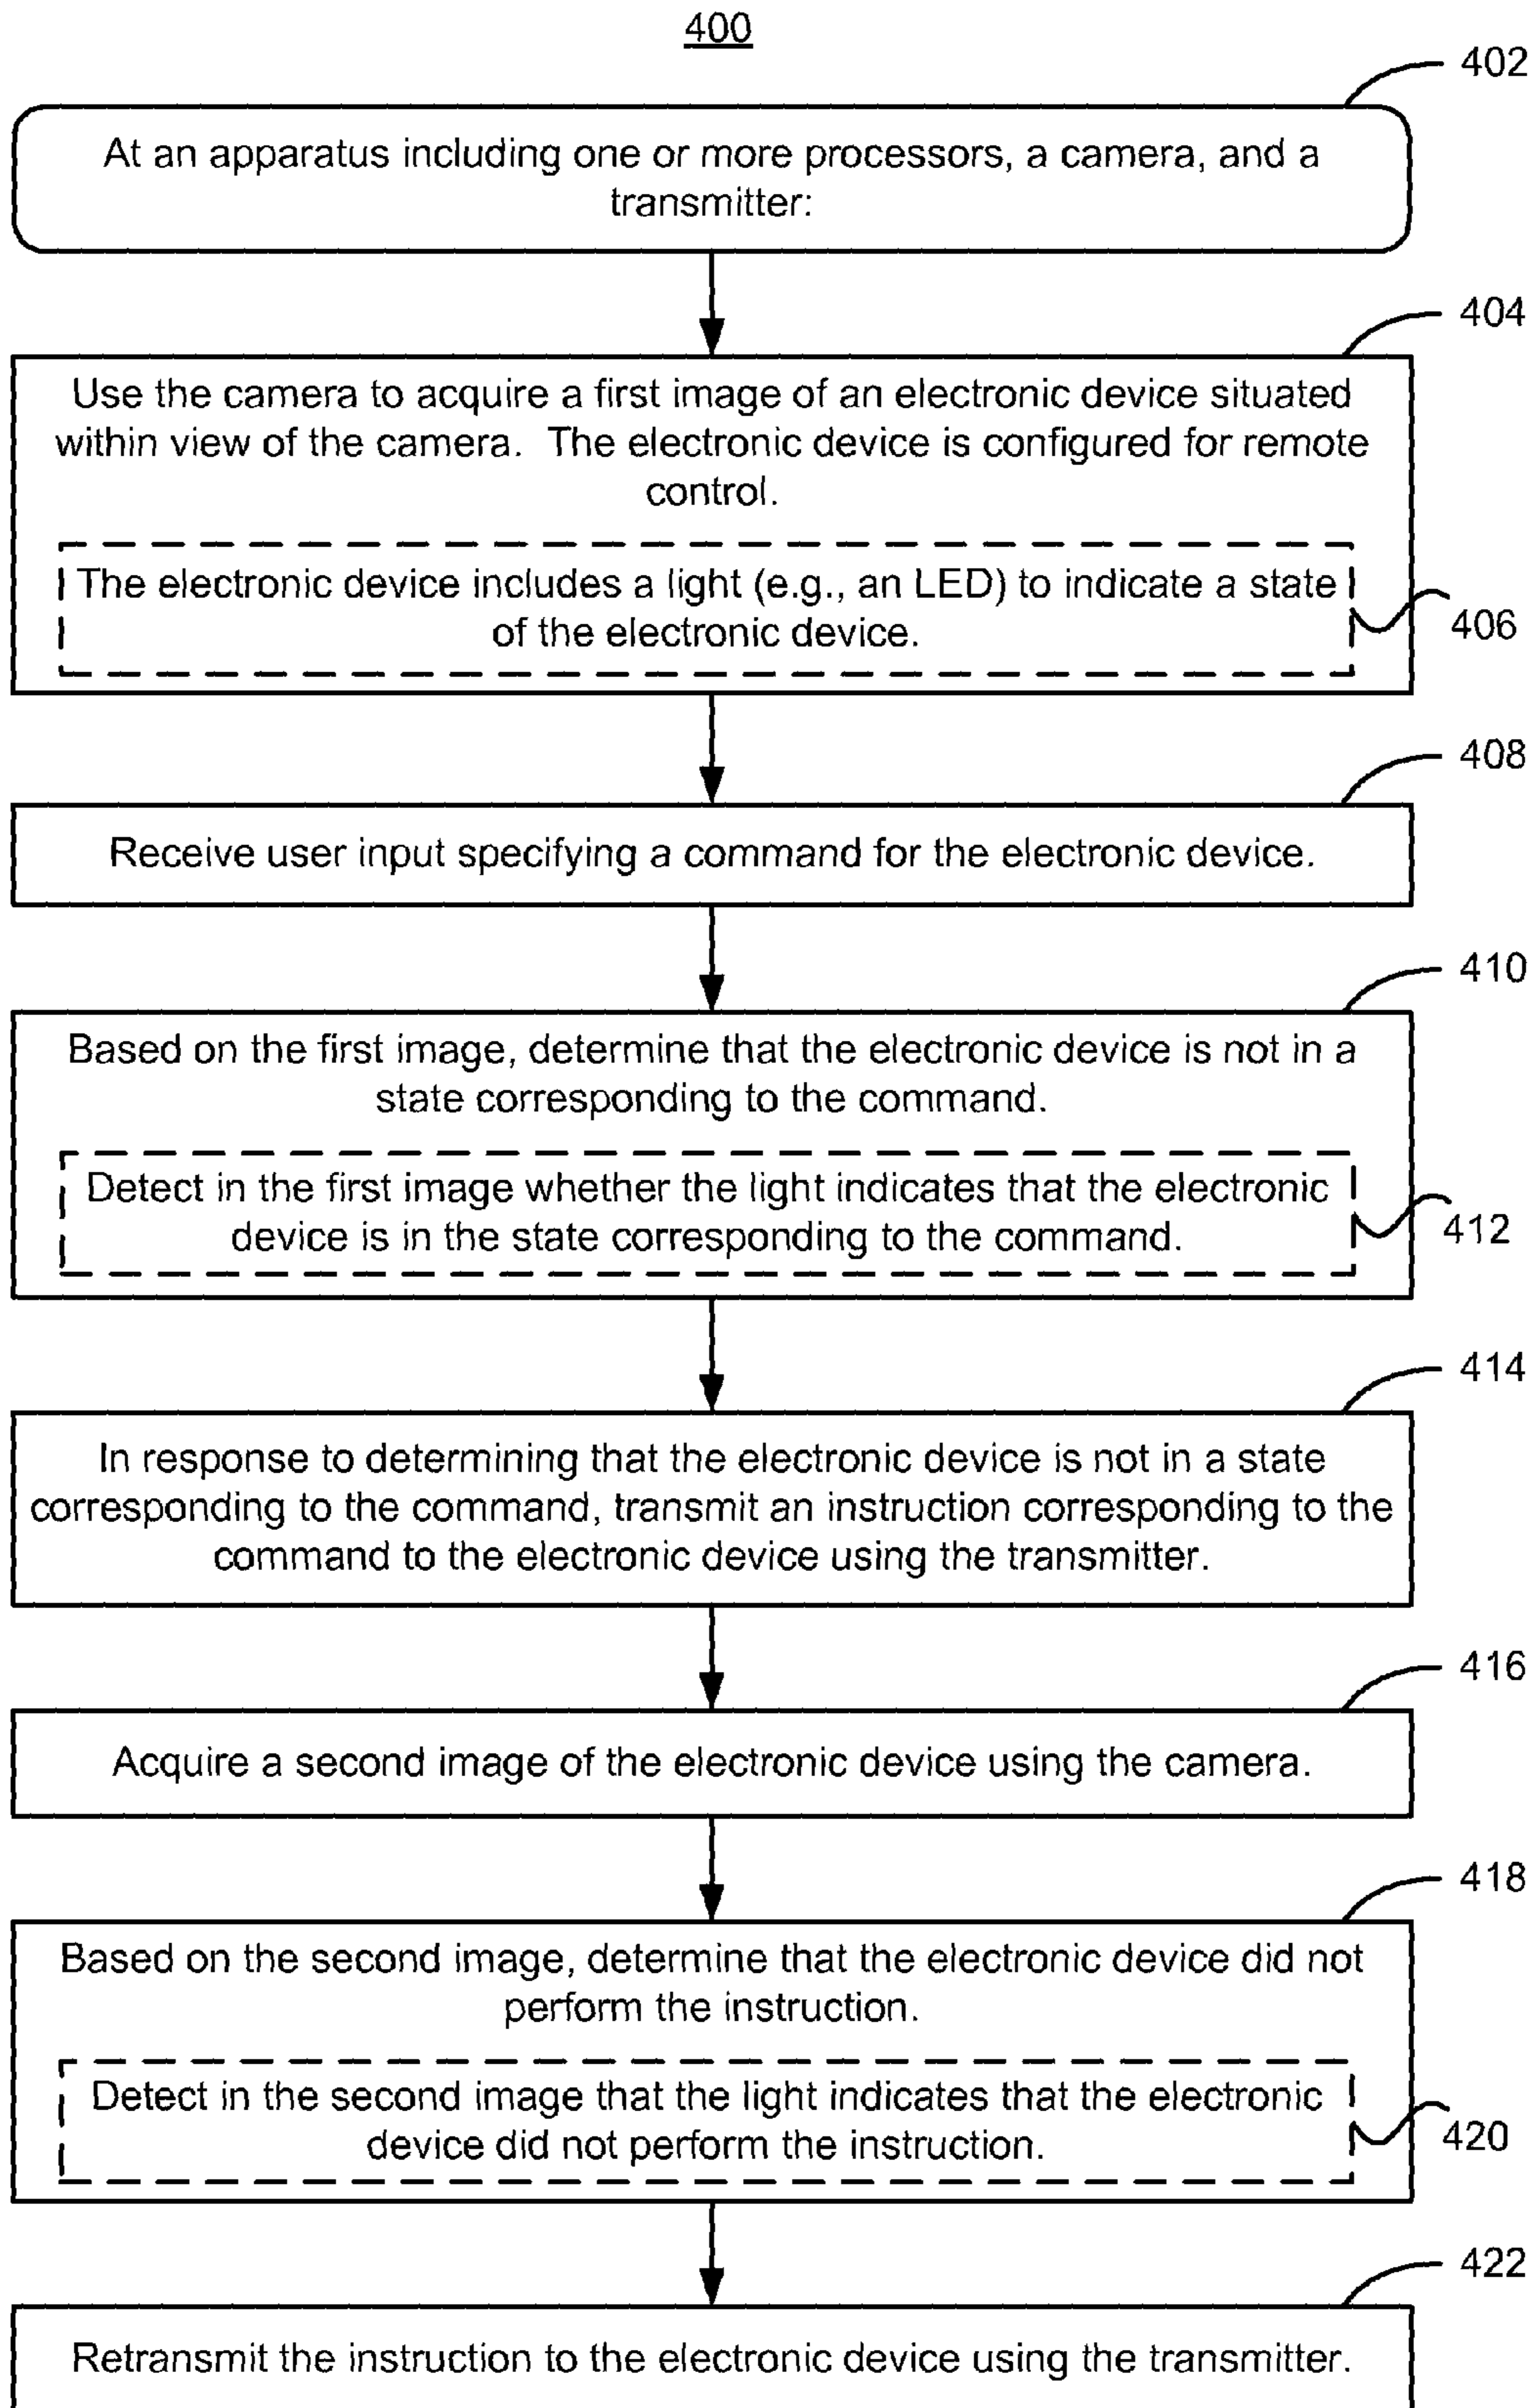 400
402
At an apparatus including one or more processors, a camera, and a
transmitter:
404
Use the camera to acquire a first image of an electronic device situated
within view of the camera.  The electronic device is configured for remote
control.
The electronic device includes a light (e.g., an LED) to indicate a state
of the electronic device.
406
408
Receive user input specifying a command for the electronic device.
410
Based on the first image, determine that the electronic device is not in a
state corresponding to the command.
Detect in the first image whether the light indicates that the electronic
device is in the state corresponding to the command.
412
414
In response to determining that the electronic device is not in a state
corresponding to the command, transmit an instruction corresponding to the
command to the electronic device using the transmitter.
416
Acquire a second image of the electronic device using the camera.
418
Based on the second image, determine that the electronic device did not
perform the instruction.
Detect in the second image that the light indicates that the electronic
device did not perform the instruction.
420
422
Retransmit the instruction to the electronic device using the transmitter.